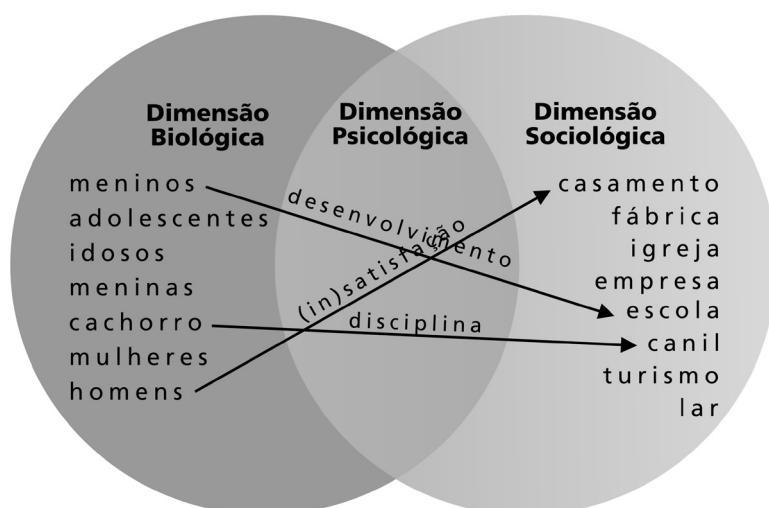 Dimensão
Biológica
Dimensão
Psicológica
Dimensão
Sociológica
meninos
adolescentes
idosos
meninas
cachorro
mulheres
homens
desenvolvimento
(in)satisfação
disciplina
casamento
fábrica
igreja
empresa
escola
canil
turismo
lar